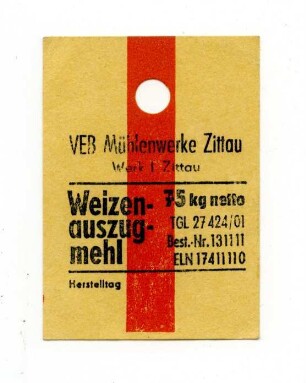 VEB Mühlenwerke Zittau
Werk 1 Zittau
Weizen-
auszug-
mehl
75 kg netto
TGL 27 424/01
Best.-Nr. 131111
ELN 17411110
Herstelltag